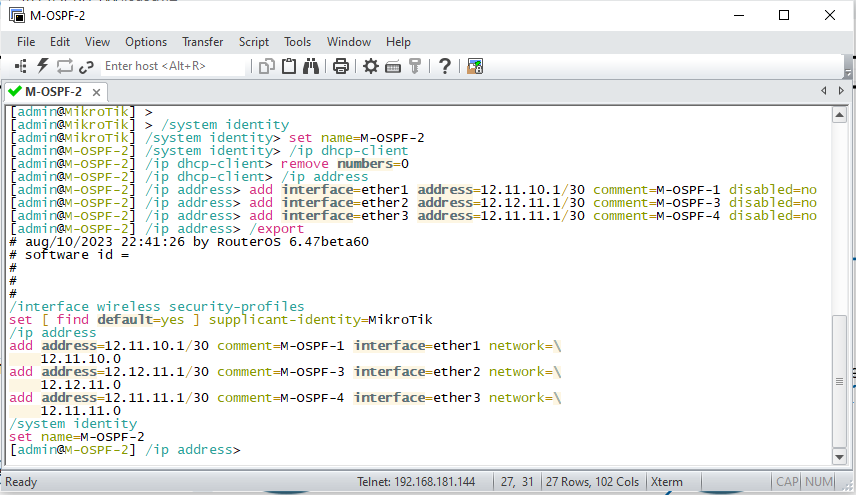 M-OSPF-2
File Edit View Options Transfer Script Tools Window Help
Enter host <Alt+R>
M-OSPF-2
[admin@MikroTik] >
[admin@MikroTik] > /system identity
[admin@MikroTik] /system identity> set name=M-OSPF-2
[admin@M-OSPF-2] /system identity> /ip dhcp-client
[admin@M-OSPF-2] /ip dhcp-client> remove numbers=0
[admin@M-OSPF-2] /ip dhcp-client> /ip address
[admin@M-OSPF-2] /ip address> add interface=ether1 address=12.11.10.1/30 comment=M-OSPF-1 disabled=no
[admin@M-OSPF-2] /ip address> add interface=ether2 address=12.12.11.1/30 comment=M-OSPF-3 disabled=no
[admin@M-OSPF-2] /ip address> add interface=ether3 address=12.11.11.1/30 comment=M-OSPF-4 disabled=no
[admin@M-OSPF-2] /ip address> /export
# aug/10/2023 22:41:26 by RouterOS 6.47beta60
# software id =
#
#
#
/interface wireless security-profiles
set [ find default=yes ] supplicant-identity=MikroTik
/ip address
add address=12.11.10.1/30 comment=M-OSPF-1 interface=ether1 network=\
12.11.10.0
add address=12.12.11.1/30 comment=M-OSPF-3 interface=ether2 network=\
12.12.11.0
add address=12.11.11.1/30 comment=M-OSPF-4 interface=ether3 network=\
12.11.11.0
/system identity
set name=M-OSPF-2
[admin@M-OSPF-2] /ip address>
Ready Telnet: 192.168.181.144 27, 31 27 Rows, 102 Cols Xterm CAP NUM